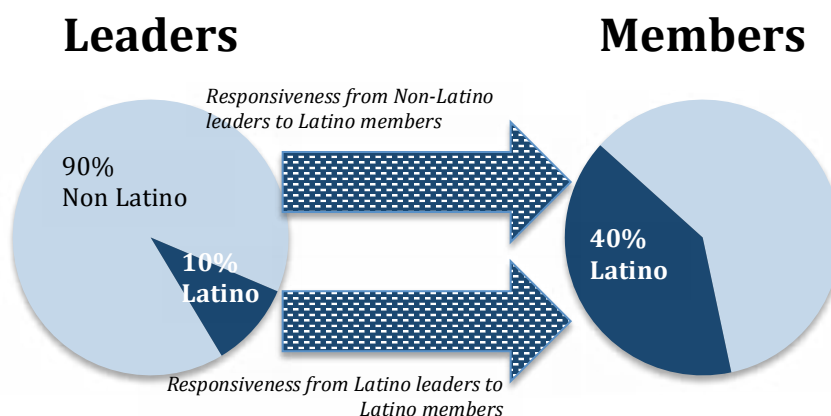 Leaders
Members
Responsiveness from Non-Latino
leaders to Latino members
90%
Non Latino
10%
Latino
40%
Latino
Responsiveness from Latino leaders to
Latino members